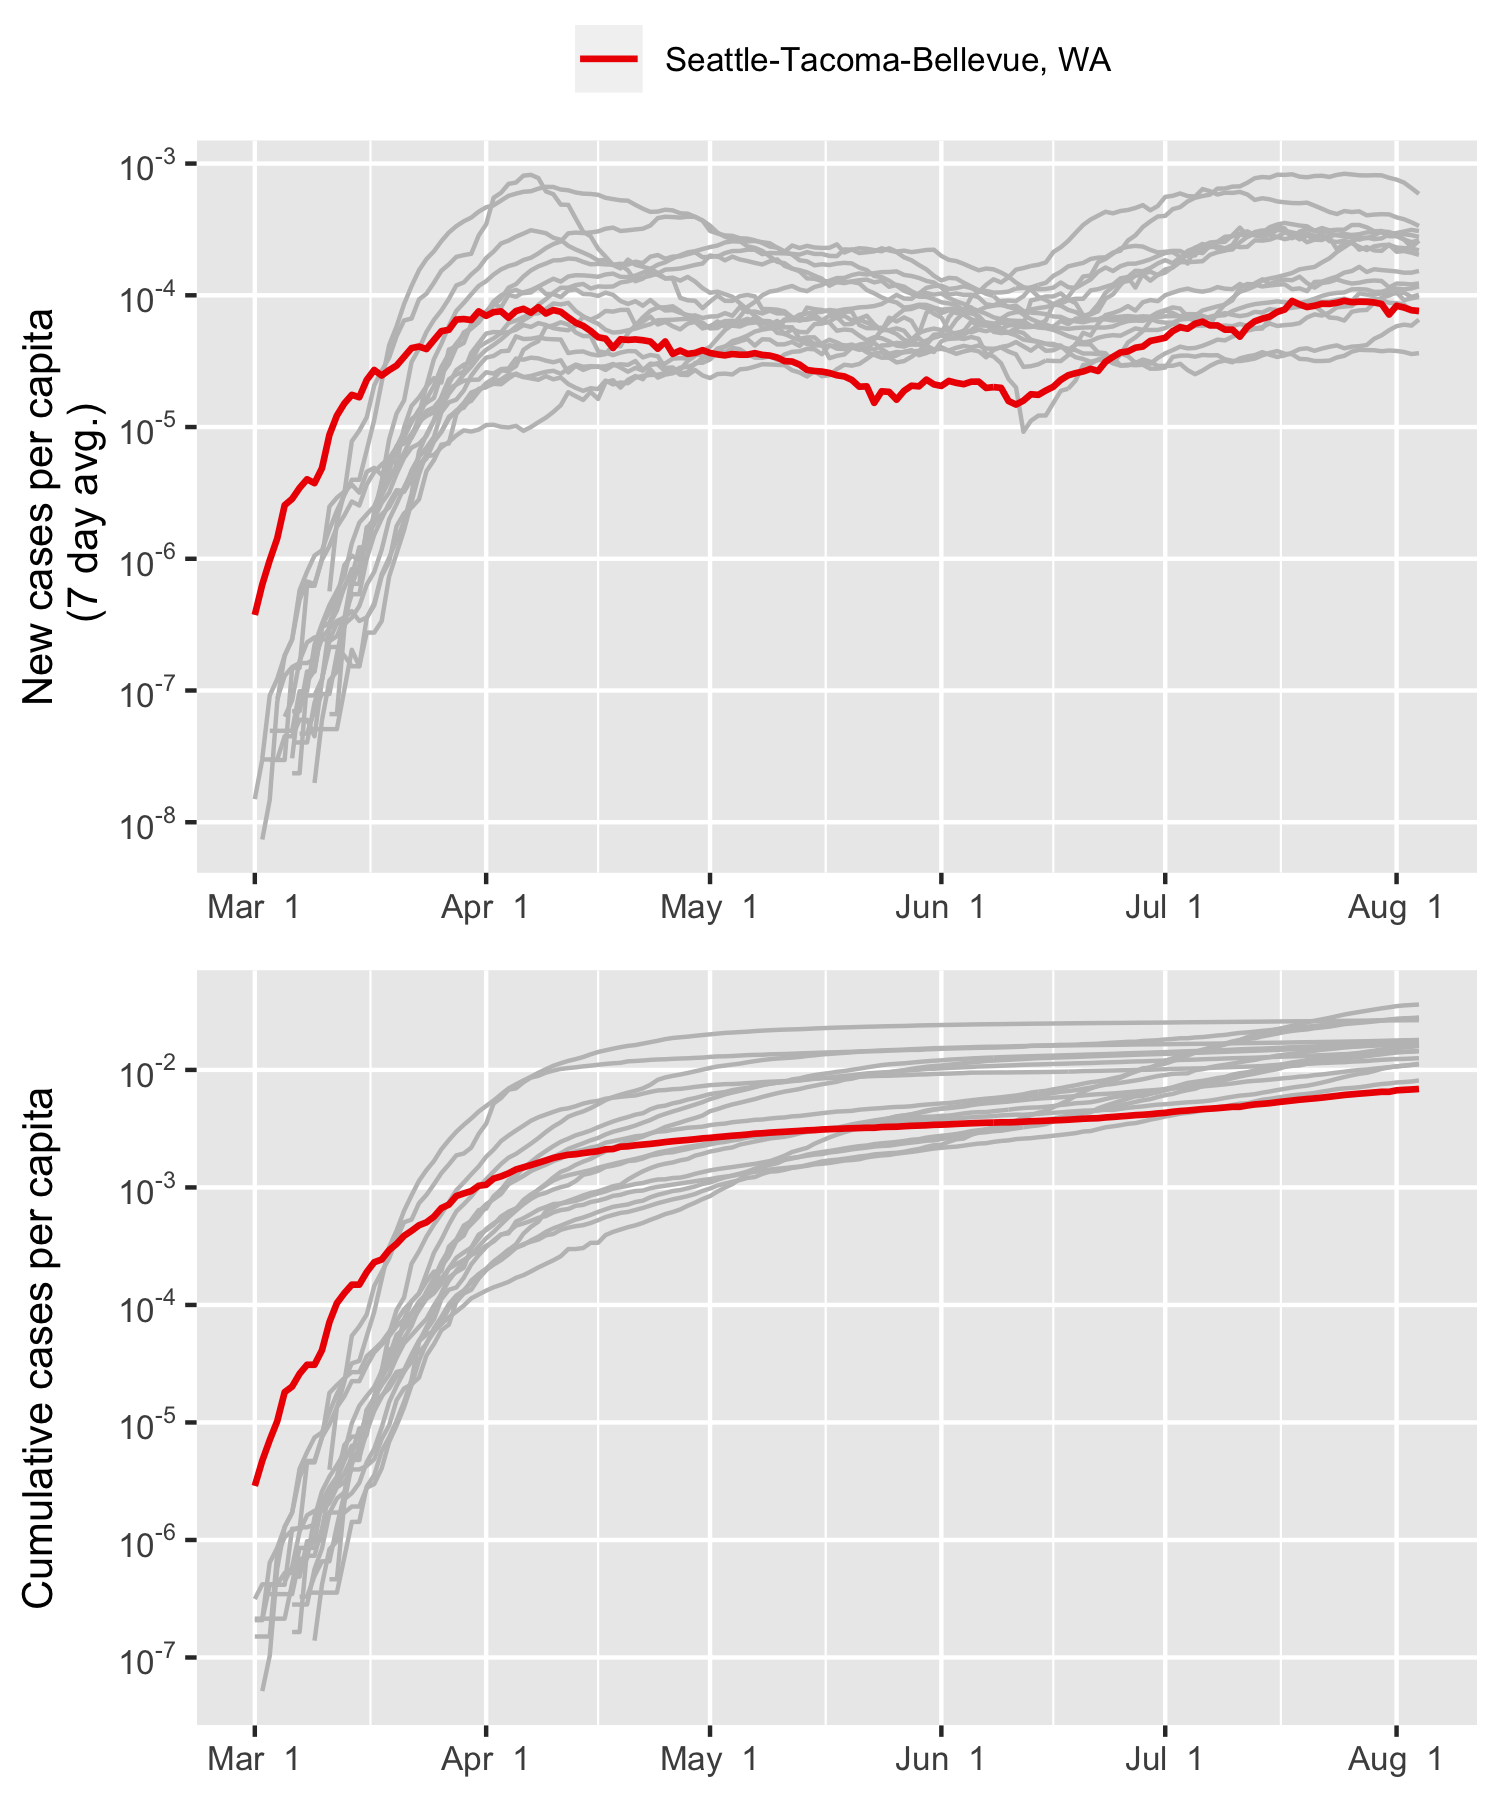 Seattle-Tacoma-Bellevue, WA
New cases per capita
(7 day avg.)
10⁻³
10⁻⁴
10⁻⁵
10⁻⁶
10⁻⁷
10⁻⁸
Mar 1 Apr 1 May 1 Jun 1 Jul 1 Aug 1
Cumulative cases per capita
10⁻²
10⁻³
10⁻⁴
10⁻⁵
10⁻⁶
10⁻⁷
Mar 1 Apr 1 May 1 Jun 1 Jul 1 Aug 1